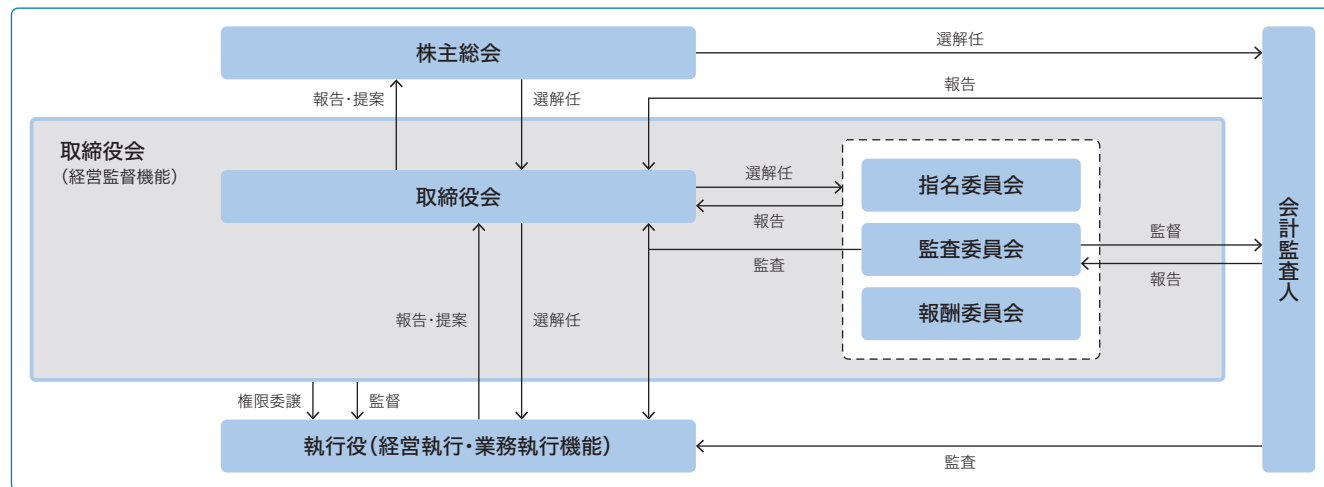 株主総会
選解任
報告
報告・提案
選解任
取締役会
（経営監督機能）
取締役会
選解任
報告
指名委員会
監査委員会
報酬委員会
監査
監督
報告
会計監査人
報告・提案
選解任
権限委譲
監督
執行役（経営執行・業務執行機能）
監査